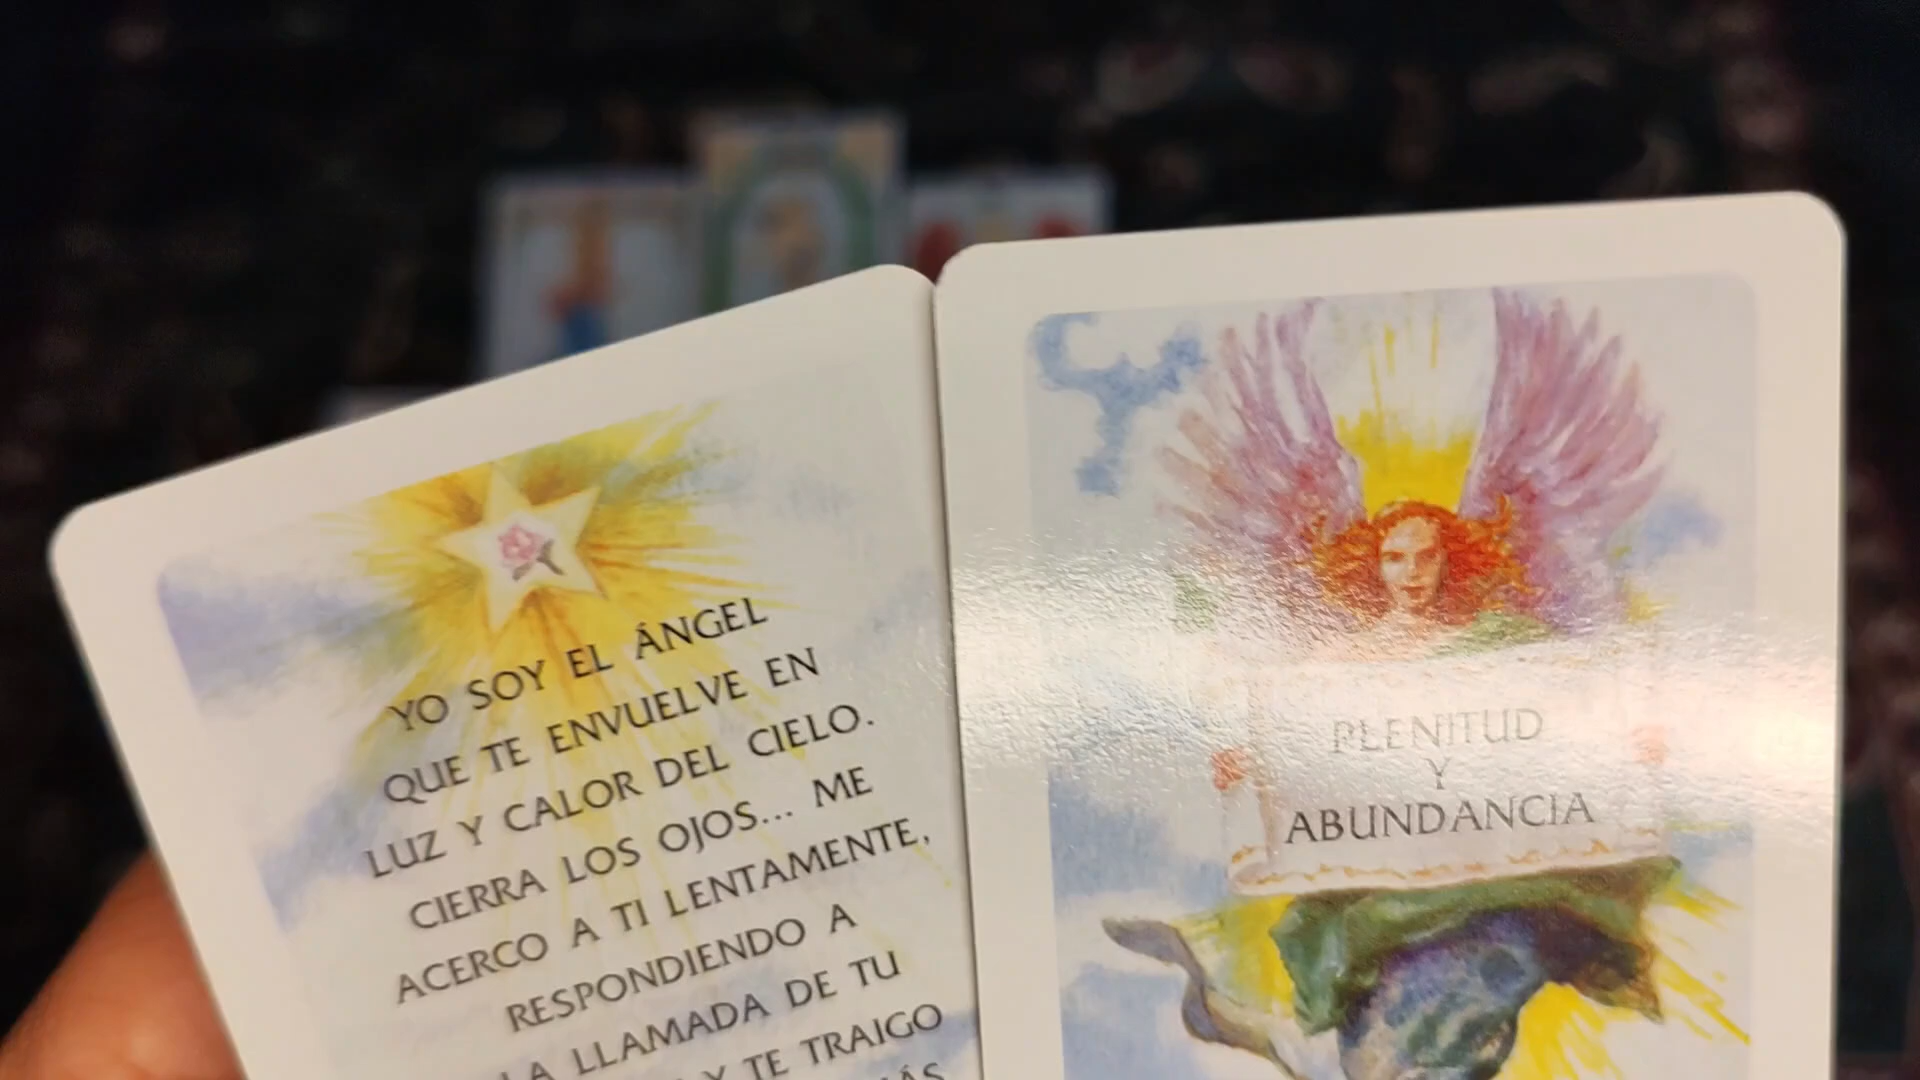 YO SOY EL ÁNGEL
QUE TE ENVUELVE EN
LUZ Y CALOR DEL CIELO.
CIERRA LOS OJOS... ME
ACERCO A TI LENTAMENTE,
RESPONDIENDO A
LA LLAMADA DE TU
Y TE TRAIGO
PLENITUD
Y
ABUNDANCIA